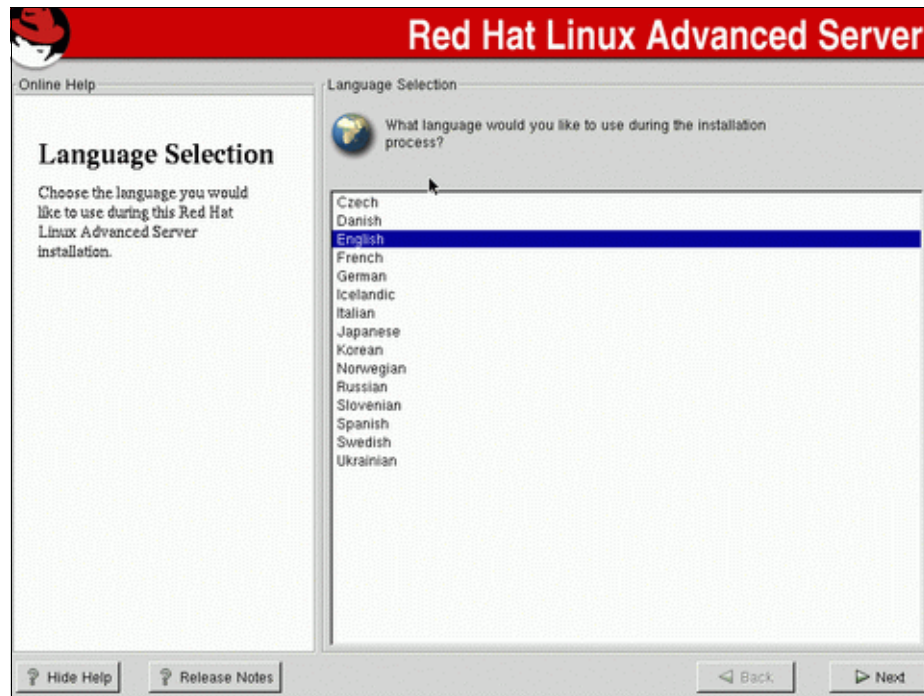 Red Hat Linux Advanced Server
Online Help
Language Selection
Choose the language you would
like to use during this Red Hat
Linux Advanced Server
installation.
Language Selection
What language would you like to use during the installation
process?
Czech
Danish
English
French
German
Icelandic
Italian
Japanese
Korean
Norwegian
Russian
Slovenian
Spanish
Swedish
Ukrainian
Hide Help
Release Notes
Back
Next